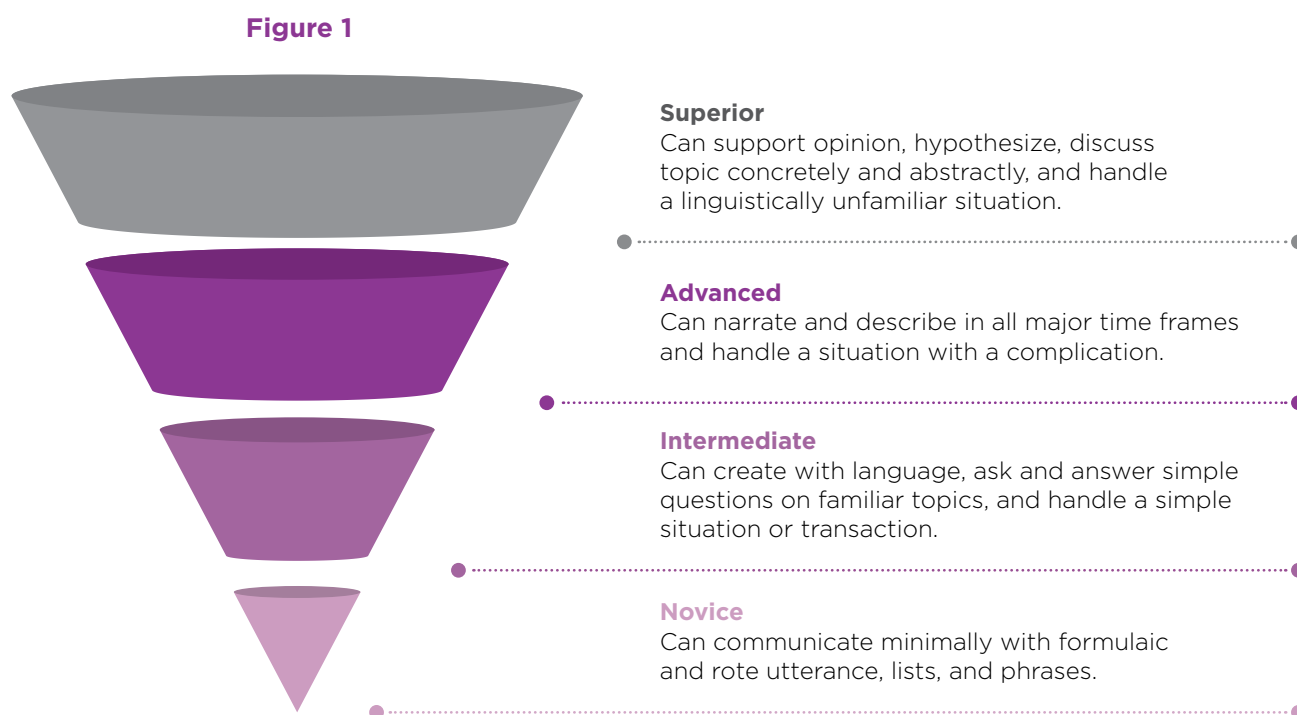 Figure 1
Superior
Can support opinion, hypothesize, discuss
topic concretely and abstractly, and handle
a linguistically unfamiliar situation.
Advanced
Can narrate and describe in all major time frames
and handle a situation with a complication.
Intermediate
Can create with language, ask and answer simple
questions on familiar topics, and handle a simple
situation or transaction.
Novice
Can communicate minimally with formulaic
and rote utterance, lists, and phrases.